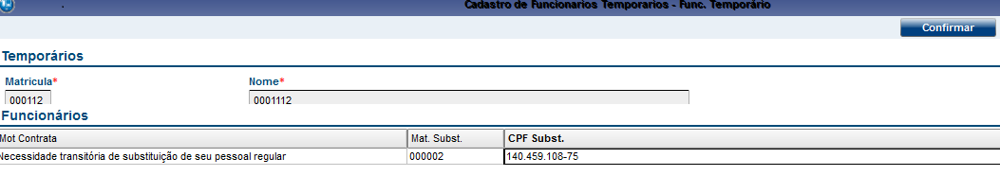 Cadastro de Funcionarios Temporarios - Func. Temporário
Confirmar
Temporários
Matricula* Nome*
000112 0001112
Funcionários
Mot Contrata Mat. Subst. CPF Subst.
Necessidade transitória de substituição de seu pessoal regular 000002 140.459.108-75